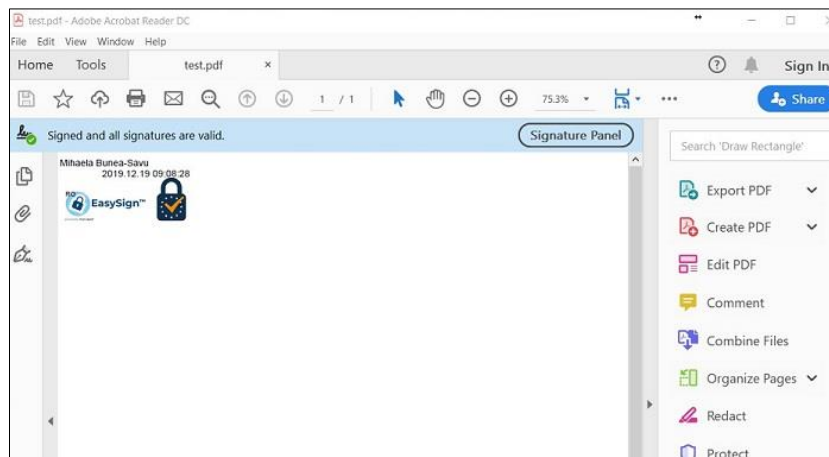 test.pdf - Adobe Acrobat Reader DC
File Edit View Window Help
Home Tools test.pdf × Sign In
1 / 1 75.3% Share
Signed and all signatures are valid. Signature Panel
Search 'Draw Rectangle'
Mihaela Bunea-Savu
2019.12.19 09:08:28
EasySign™
Export PDF
Create PDF
Edit PDF
Comment
Combine Files
Organize Pages
Redact
Protect